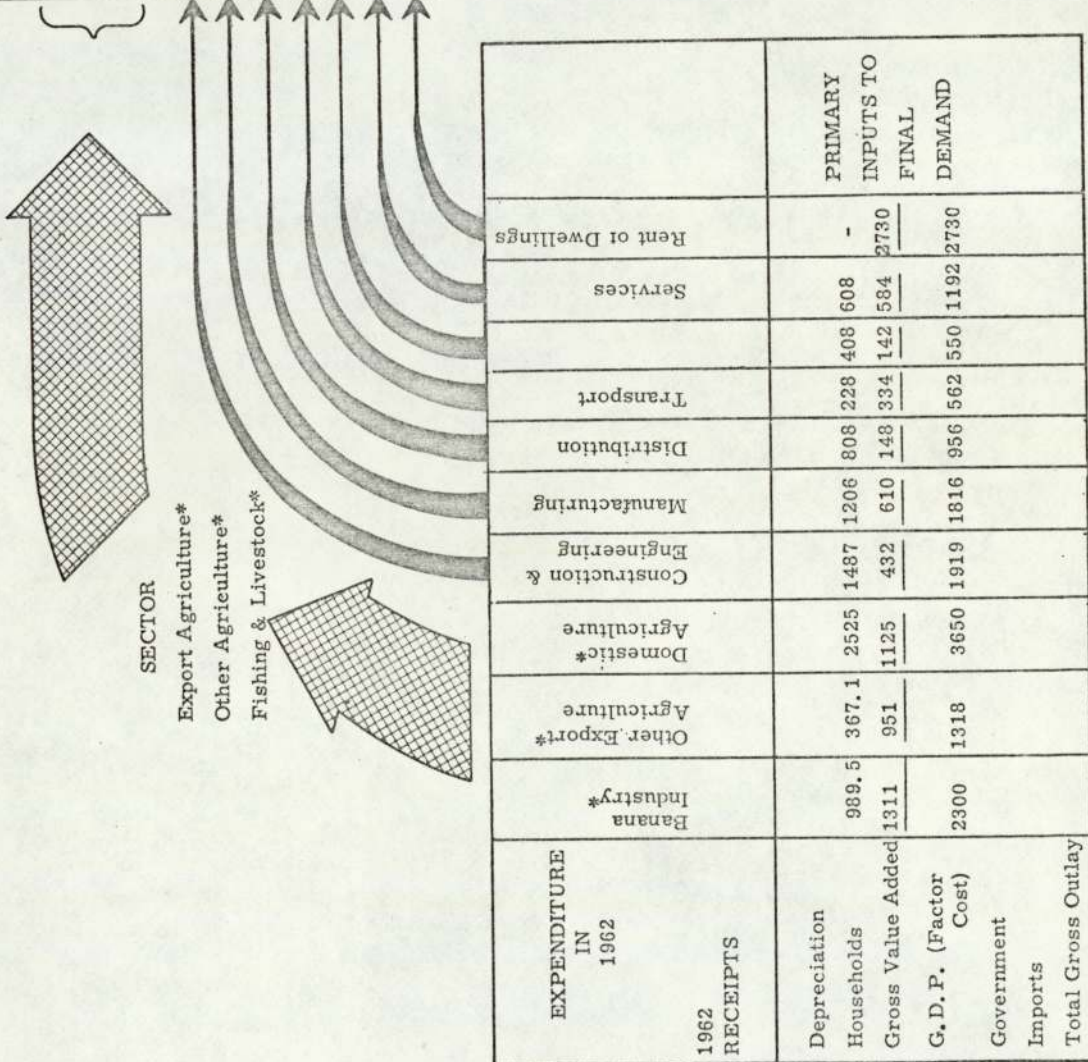 SECTOR
Export Agriculture*
Other Agriculture*
Fishing & Livestock*
EXPENDITURE
IN
1962
1962
RECEIPTS
Banana
Industry*
Other Export*
Agriculture
Domestic*
Agriculture
Construction &
Engineering
Manufacturing
Distribution
Transport
Services
Rent of Dwellings
PRIMARY
INPUTS TO
FINAL
DEMAND
Depreciation
Households 989.5 367.1 2525 1487 1206 808 228 408 608 -
Gross Value Added 1311 951 1125 432 610 148 334 142 584 2730
G.D.P. (Factor
Cost) 2300 1318 3650 1919 1816 956 562 550 1192 2730
Government
Imports
Total Gross Outlay